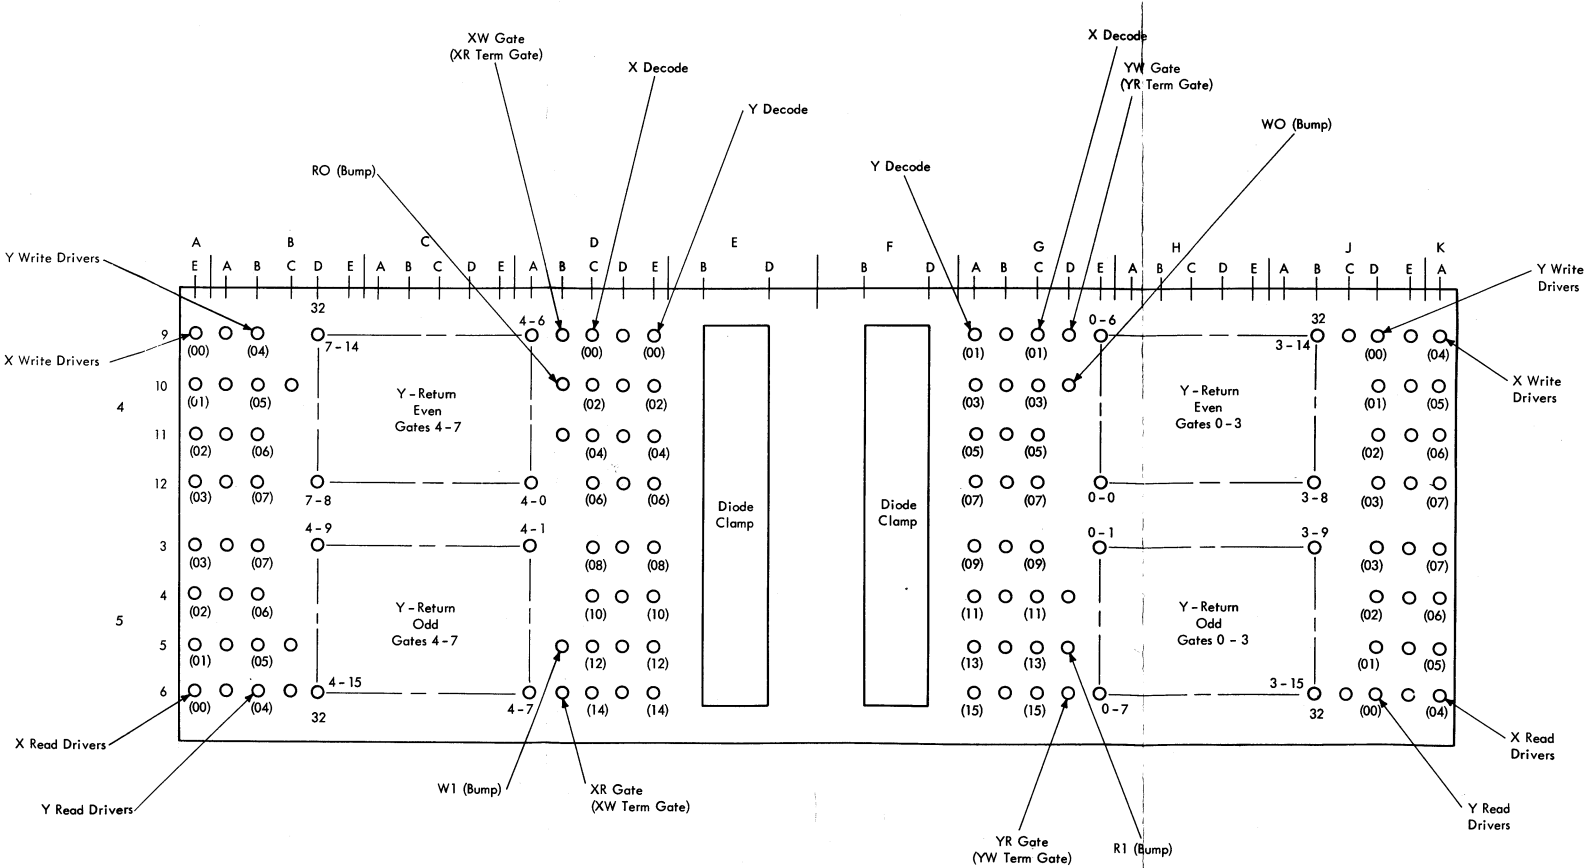 XW Gate
(XR Term Gate)
X Decode
Y Decode
RO (Bump)
X Decode
YW Gate
(YR Term Gate)
WO (Bump)
Y Decode
A B C D E F G H J K
E A B C D E A B C D E A B C D E B D B D A B C D E A B C D E A B C D E A
Y Write Drivers
X Write Drivers
Y Write
Drivers
X Write
Drivers
32 4-6 0-6 32
9
7-14 3-14
(00) (04) (00) (00) (01) (01) (00) (04)
10
(01) (05) (02) (02) (03) (03) (01) (05)
4
Y-Return
Even
Gates 4-7
Y-Return
Even
Gates 0-3
11
(02) (06) (04) (04) (05) (05) (02) (06)
12
(03) (07) 7-8 4-0 (06) (06) (07) (07) 0-0 3-8 (03) (07)
Diode
Clamp
Diode
Clamp
4-9 4-1 0-1 3-9
3
(03) (07) (08) (08) (09) (09) (03) (07)
4
(02) (06) (10) (10) (11) (11) (02) (06)
5
Y-Return
Odd
Gates 4-7
Y-Return
Odd
Gates 0-3
5
(01) (05) (12) (12) (13) (13) (01) (05)
4-15 3-15
6
(00) (04) 32 4-7 (14) (14) (15) (15) 0-7 32 (00) (04)
X Read Drivers
Y Read Drivers
W1 (Bump)
XR Gate
(XW Term Gate)
YR Gate
(YW Term Gate)
R1 (Bump)
X Read
Drivers
Y Read
Drivers